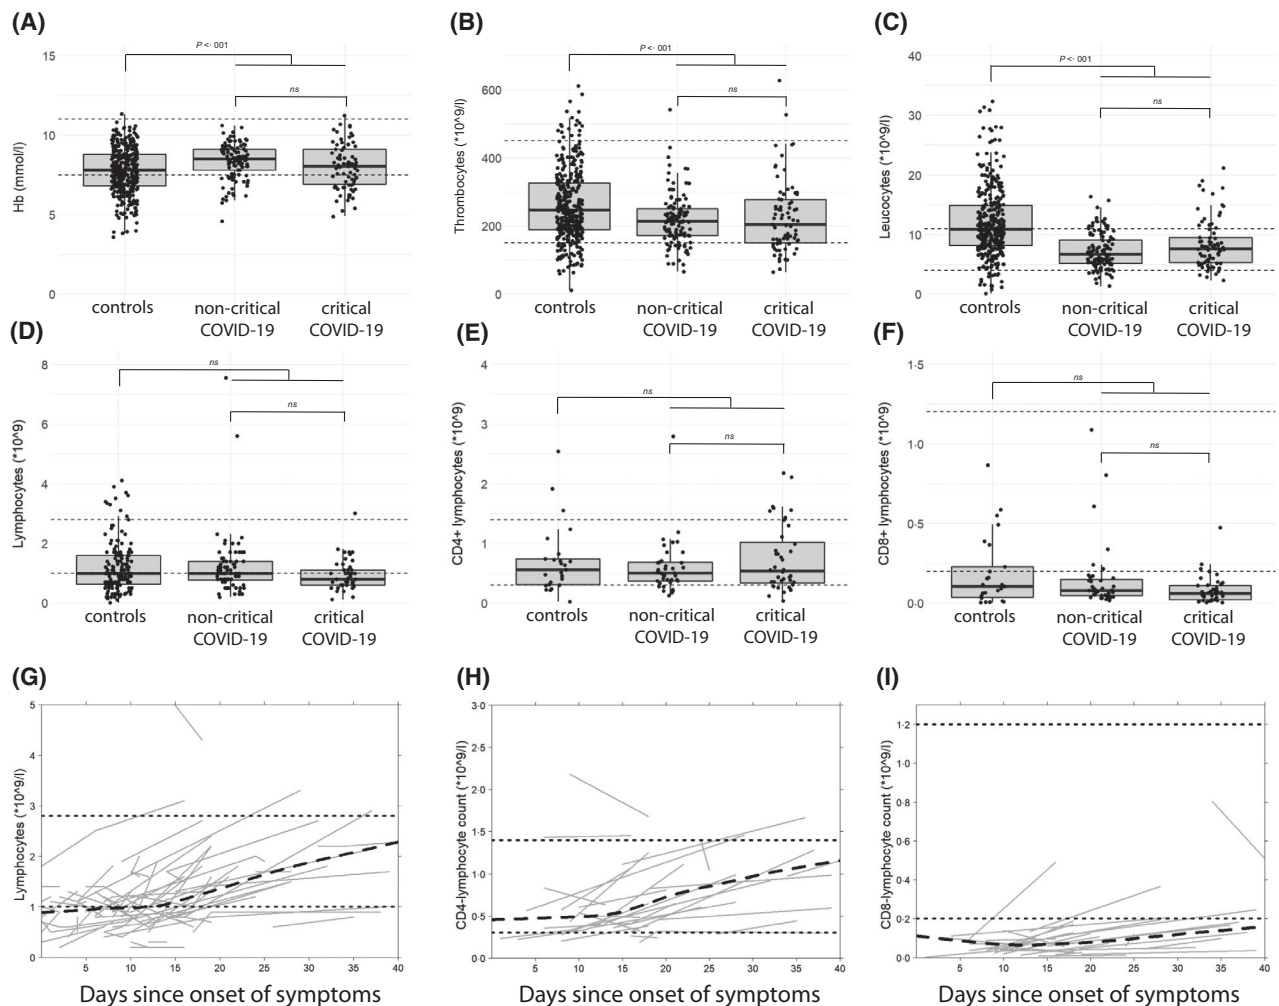 (A)
15
10
5
0
Hb (mmol/l)
P <· 001
ns
controls
non-critical
COVID-19
critical
COVID-19
(B)
600
400
200
0
Thrombocytes (*10^9/l)
P <· 001
ns
controls
non-critical
COVID-19
critical
COVID-19
(C)
40
30
20
10
0
Leucocytes (*10^9/l)
P <· 001
ns
controls
non-critical
COVID-19
critical
COVID-19
(D)
8
6
4
2
0
Lymphocytes (*10^9)
ns
ns
controls
non-critical
COVID-19
critical
COVID-19
(E)
4
3
2
1
0
CD4+ lymphocytes (*10^9)
ns
ns
controls
non-critical
COVID-19
critical
COVID-19
(F)
1·5
1·0
0·5
0·0
CD8+ lymphocytes (*10^9)
ns
ns
controls
non-critical
COVID-19
critical
COVID-19
(G)
5
4
3
2
1
0
Lymphocytes (*10^9/l)
5 10 15 20 25 30 35 40
Days since onset of symptoms
(H)
3·0
2·5
2·0
1·5
1·0
0·5
0·0
CD4-lymphocyte count (*10^9/l)
5 10 15 20 25 30 35 40
Days since onset of symptoms
(I)
1·2
1·0
0·8
0·6
0·4
0·2
0·0
CD8-lymphocyte count (*10^9/l)
5 10 15 20 25 30 35 40
Days since onset of symptoms